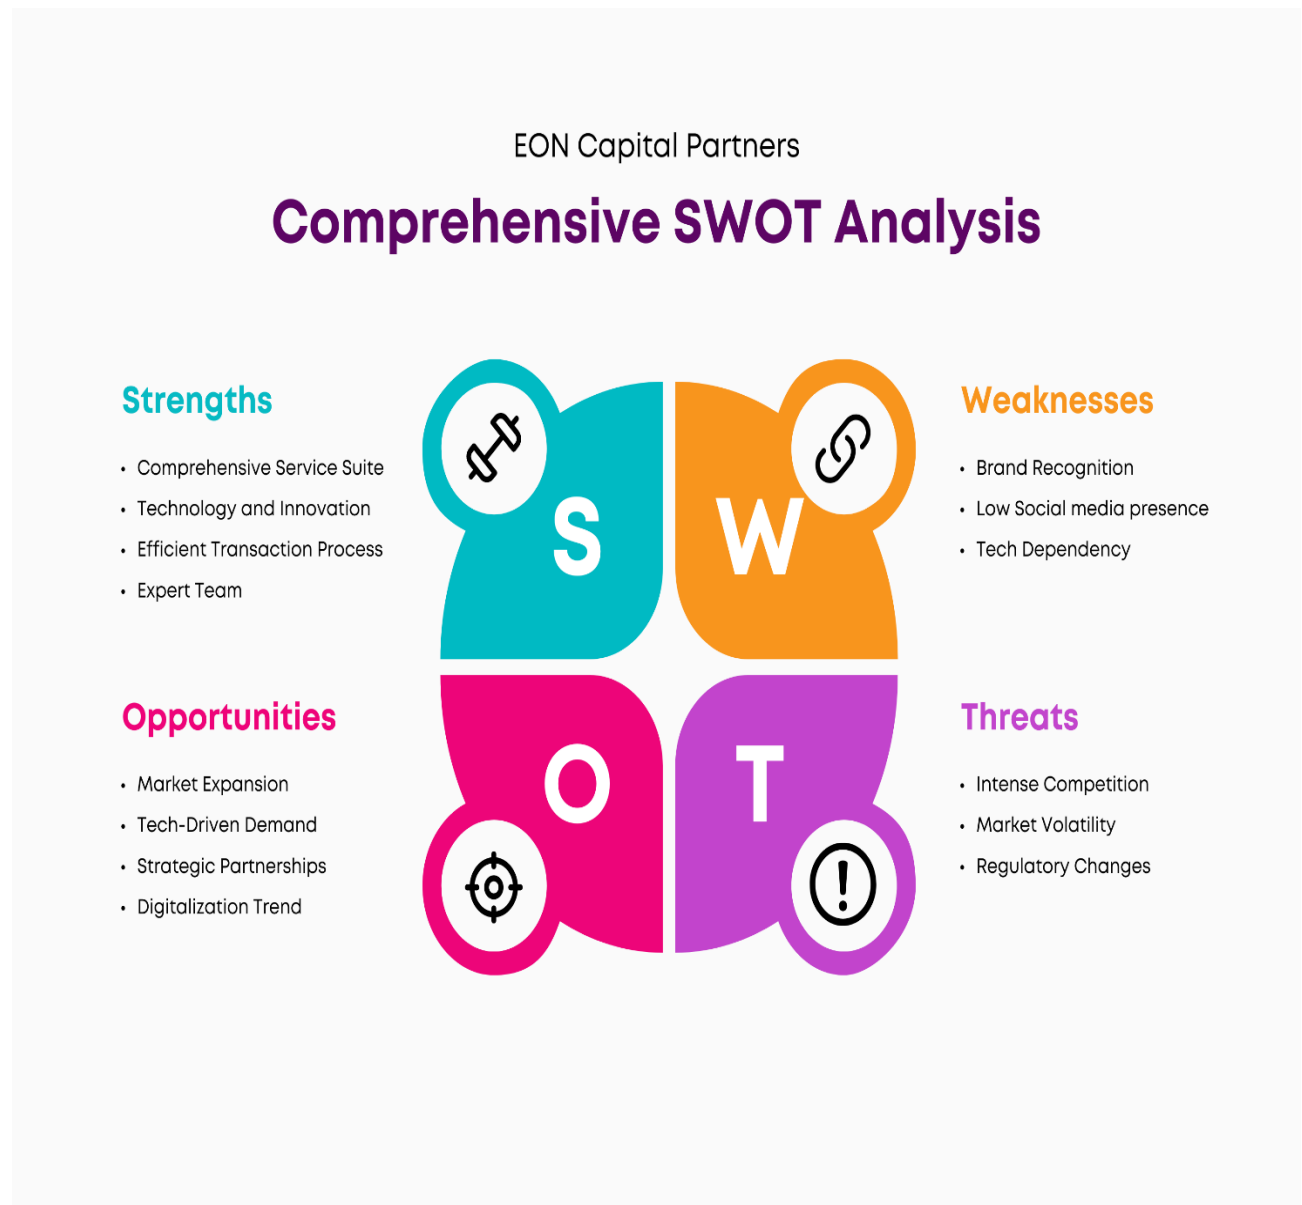 EON Capital Partners
Comprehensive SWOT Analysis
Strengths
• Comprehensive Service Suite
• Technology and Innovation
• Efficient Transaction Process
• Expert Team
S
W
Weaknesses
• Brand Recognition
• Low Social media presence
• Tech Dependency
Opportunities
• Market Expansion
• Tech-Driven Demand
• Strategic Partnerships
• Digitalization Trend
O
T
Threats
• Intense Competition
• Market Volatility
• Regulatory Changes